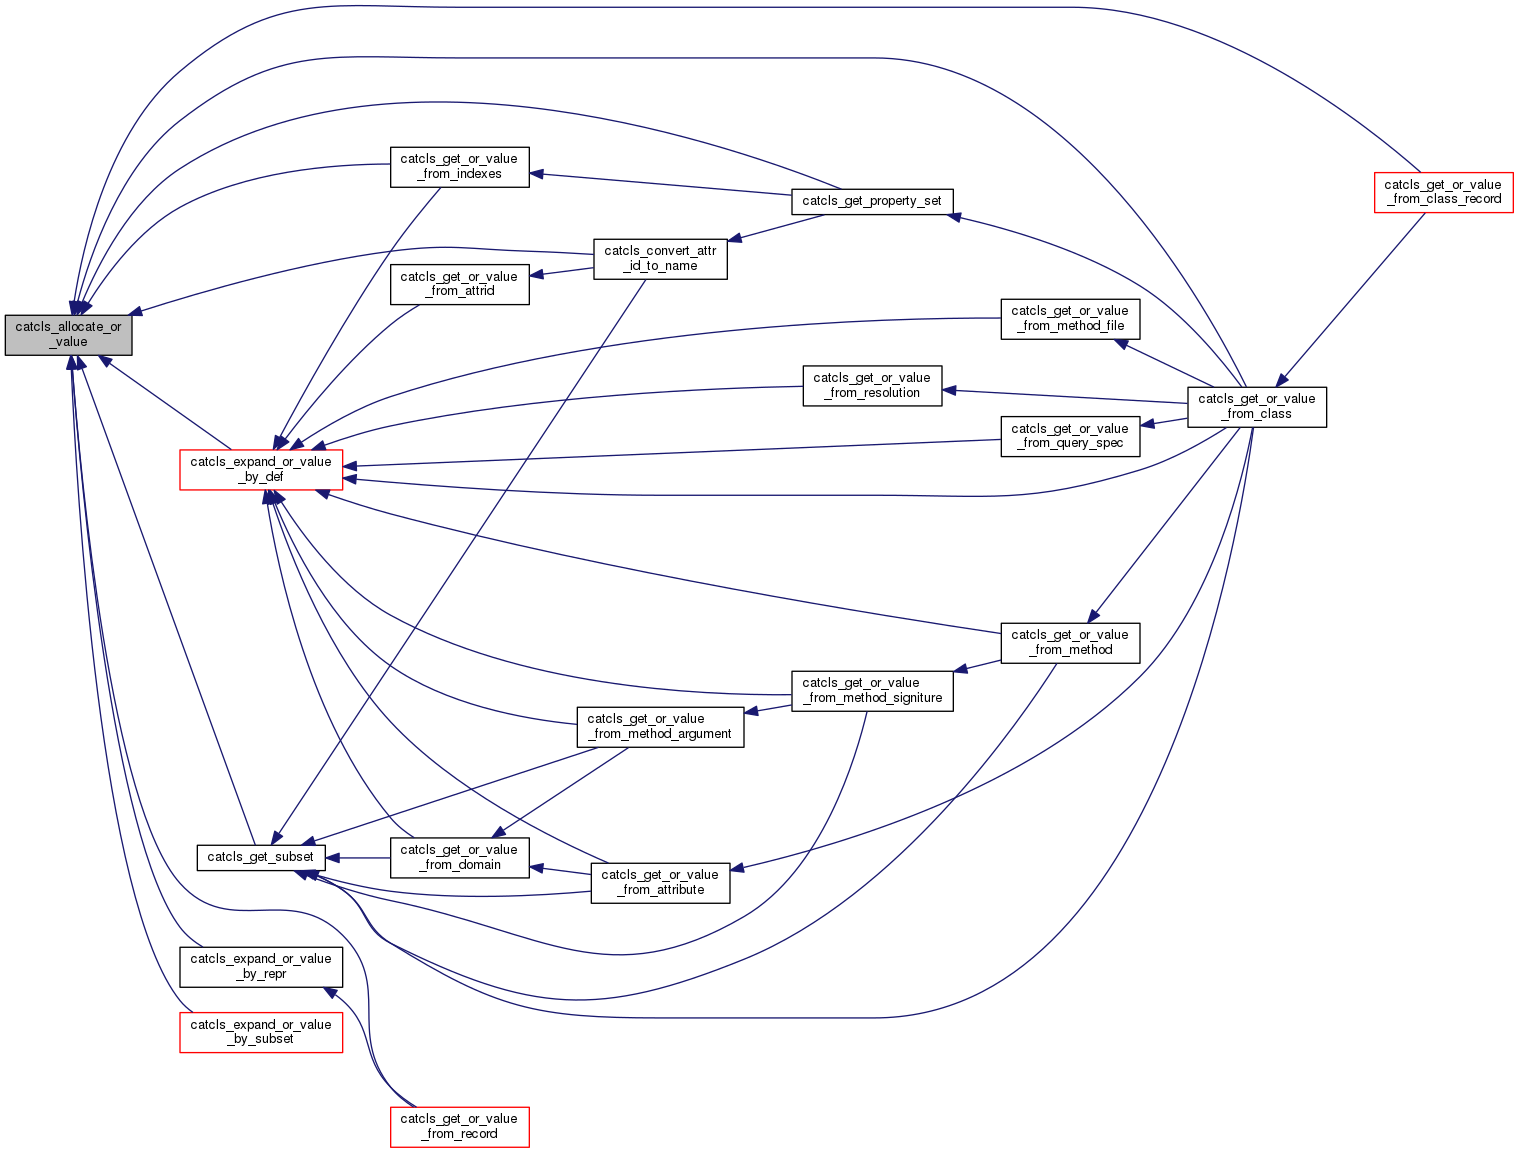 catcls_get_or_value
_from_indexes
catcls_get_or_value
_from_class_record
catcls_get_property_set
catcls_convert_attr
_id_to_name
catcls_get_or_value
_from_attrid
catcls_get_or_value
_from_method_file
catcls_allocate_or
_value
catcls_get_or_value
_from_resolution
catcls_get_or_value
_from_class
catcls_get_or_value
_from_query_spec
catcls_expand_or_value
_by_def
catcls_get_or_value
_from_method
catcls_get_or_value
_from_method_signiture
catcls_get_or_value
_from_method_argument
catcls_get_subset
catcls_get_or_value
_from_domain
catcls_get_or_value
_from_attribute
catcls_expand_or_value
_by_repr
catcls_expand_or_value
_by_subset
catcls_get_or_value
_from_record